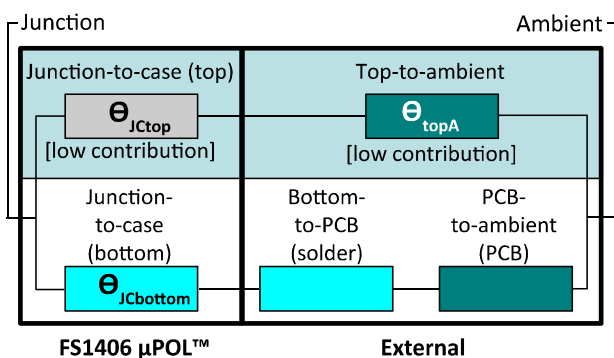 Junction
Ambient
Junction-to-case (top)
Top-to-ambient
ΘJCtop
ΘtopA
[low contribution]
[low contribution]
Junction-
to-case
(bottom)
Bottom-
to-PCB
(solder)
PCB-
to-ambient
(PCB)
ΘJCbottom
FS1406 µPOL™
External